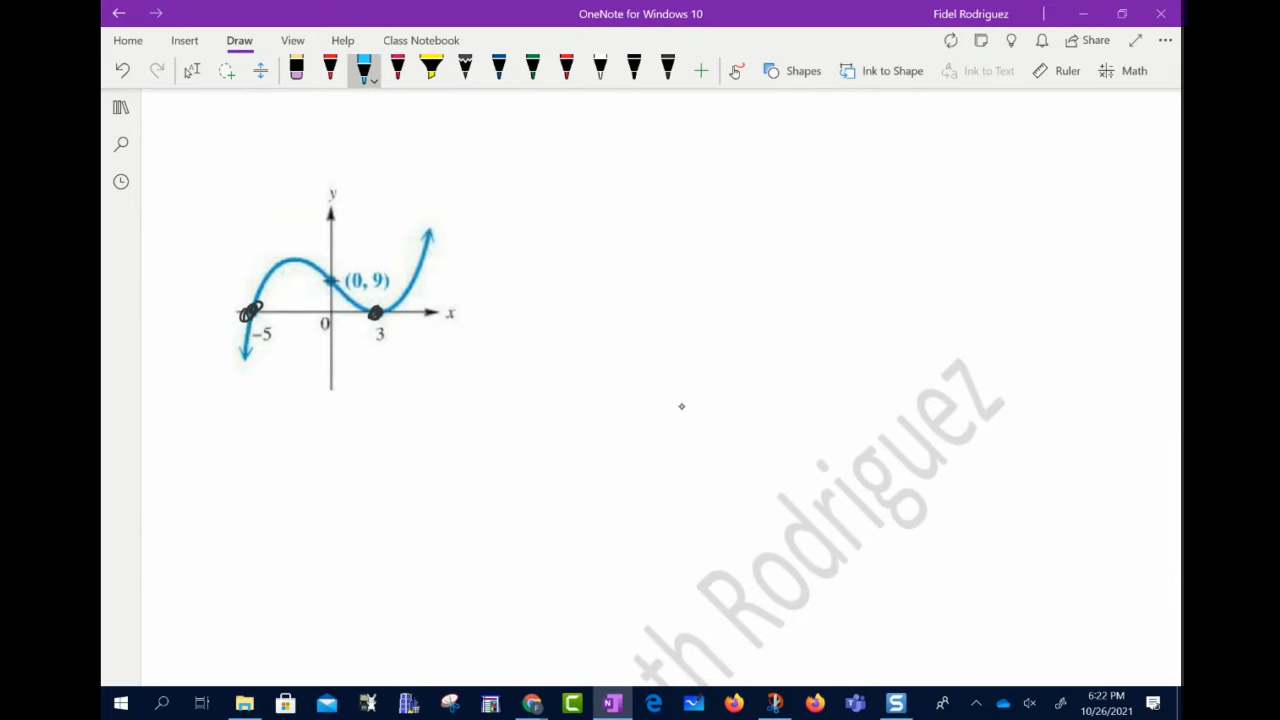 OneNote for Windows 10
Fidel Rodriguez
Home Insert Draw View Help Class Notebook
Share
Shapes
Ink to Shape
Ink to Text
Ruler
Math
y
(0, 9)
x
0
-5
3
th Rodriguez
6:22 PM
10/26/2021